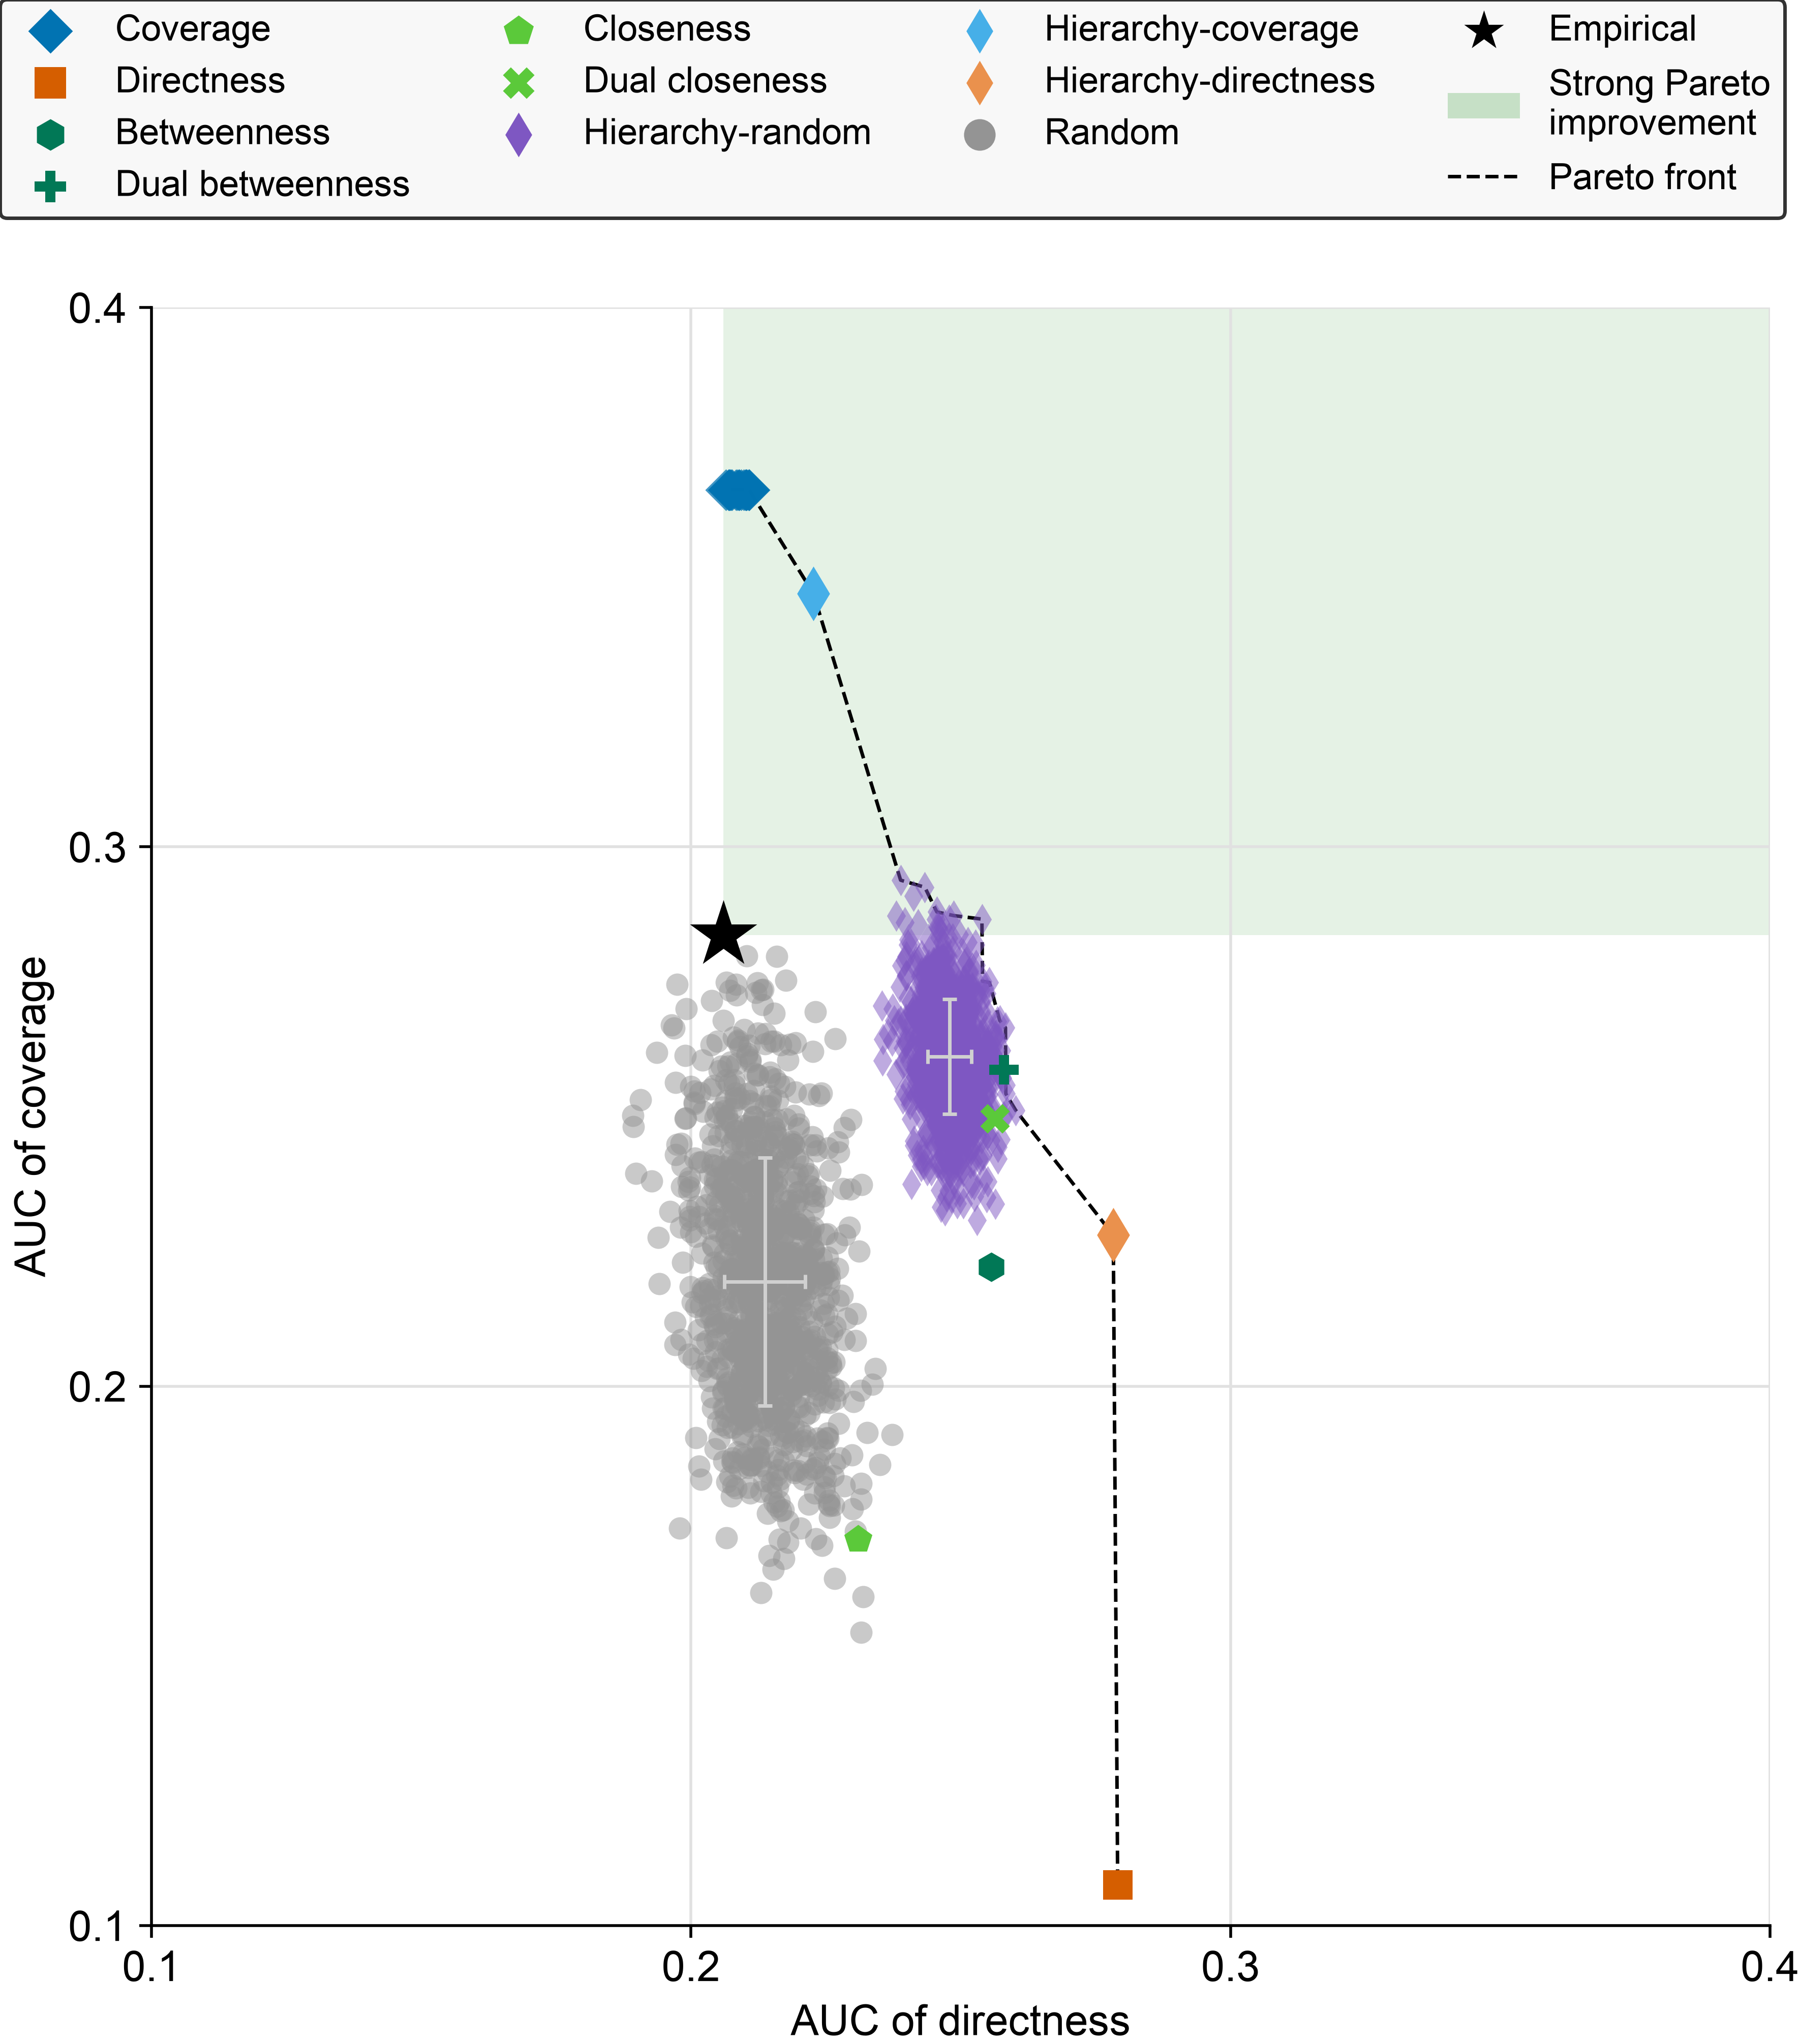 Coverage
Directness
Betweenness
Dual betweenness
Closeness
Dual closeness
Hierarchy-random
Hierarchy-coverage
Hierarchy-directness
Random
Empirical
Strong Pareto
improvement
Pareto front
0.4
0.3
0.2
0.1
AUC of coverage
0.1
0.2
0.3
0.4
AUC of directness